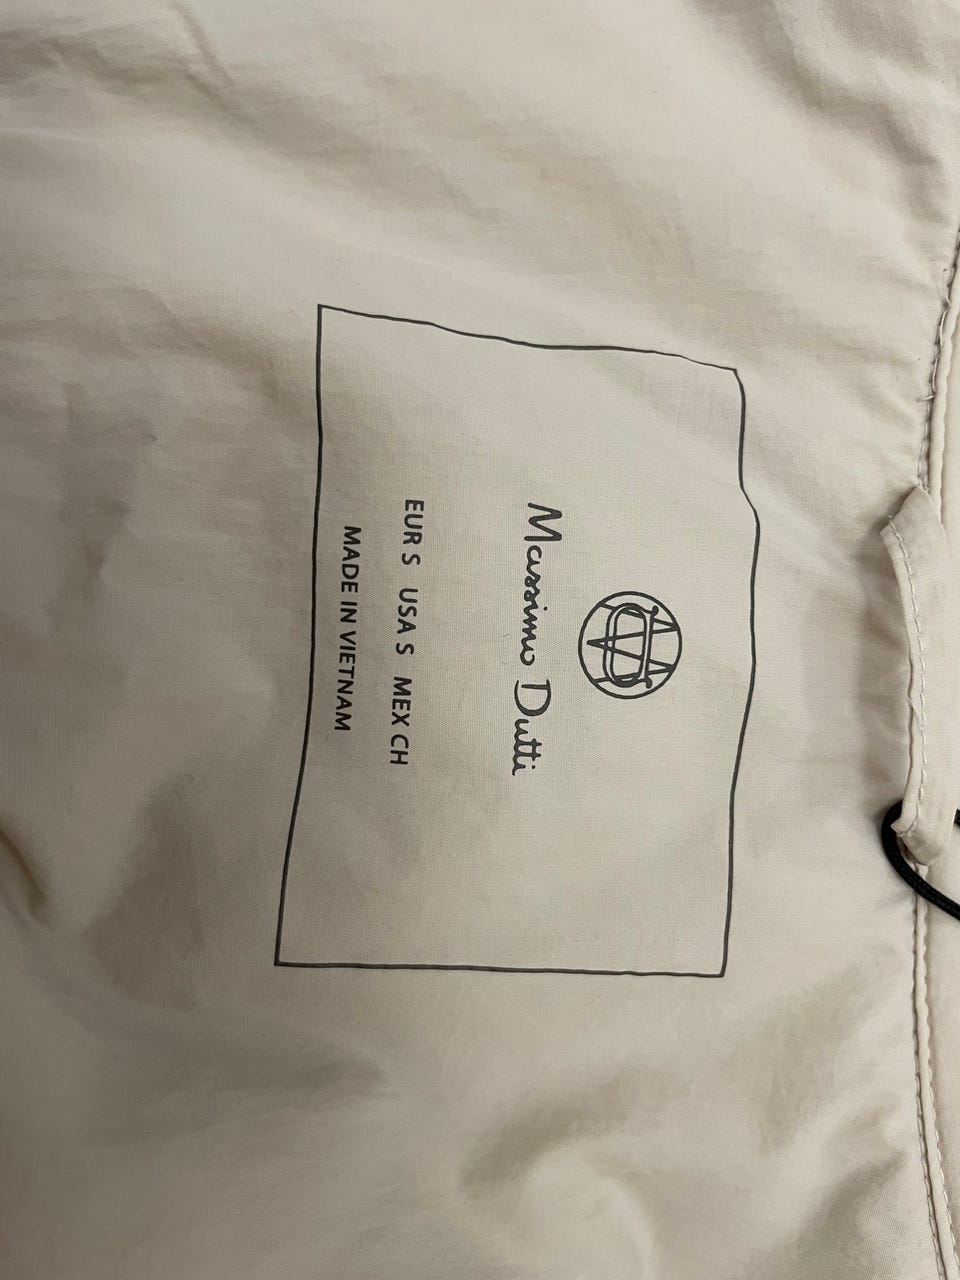 Massimo Dutti
EUR S USA S MEX CH
MADE IN VIETNAM